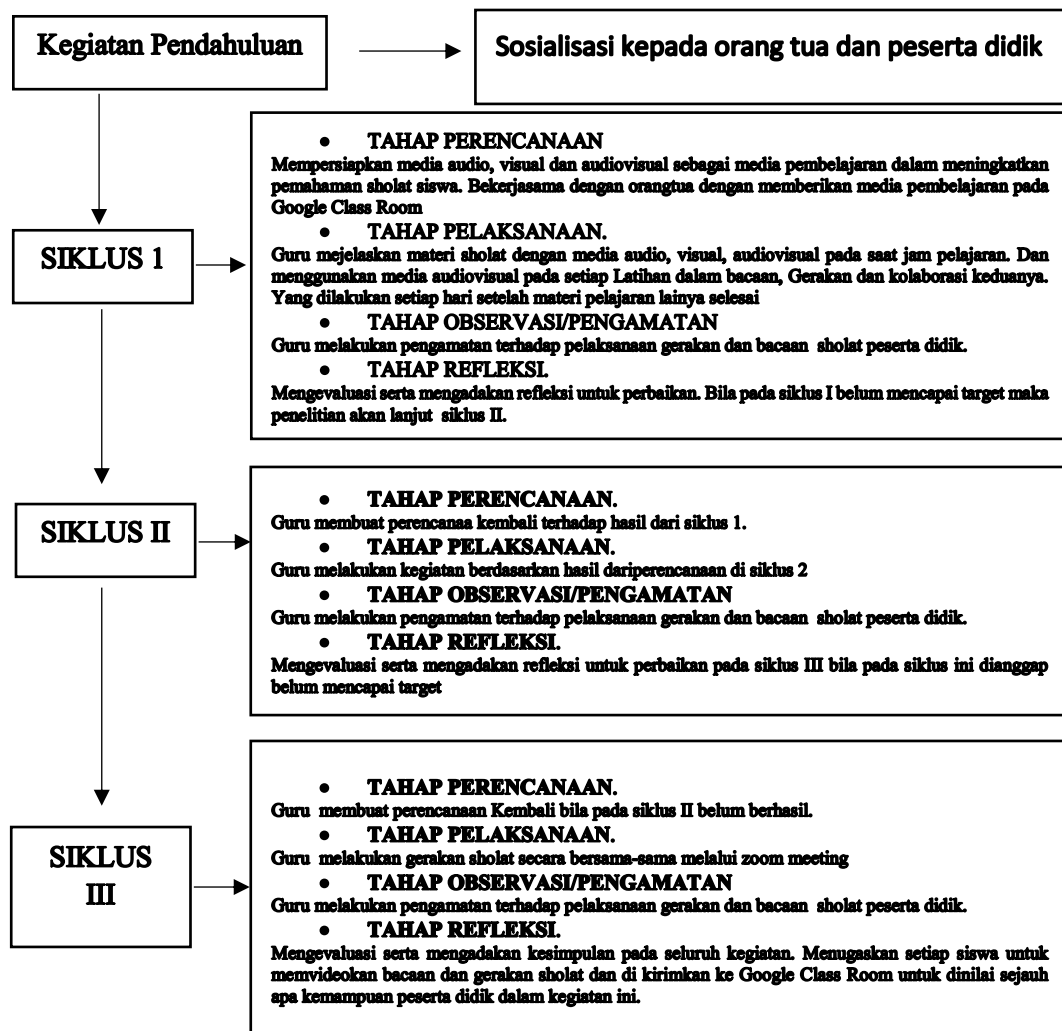 Kegiatan Pendahuluan
Sosialisasi kepada orang tua dan peserta didik
SIKLUS 1
• TAHAP PERENCANAAN
Mempersiapkan media audio, visual dan audiovisual sebagai media pembelajaran dalam meningkatkan
pemahaman sholat siswa. Bekerjasama dengan orangtua dengan memberikan media pembelajaran pada
Google Class Room
• TAHAP PELAKSANAAN.
Guru mejelaskan materi sholat dengan media audio, visual, audiovisual pada saat jam pelajaran. Dan
menggunakan media audiovisual pada setiap Latihan dalam bacaan, Gerakan dan kolaborasi keduanya.
Yang dilakukan setiap hari setelah materi pelajaran lainya selesai
• TAHAP OBSERVASI/PENGAMATAN
Guru melakukan pengamatan terhadap pelaksanaan gerakan dan bacaan sholat peserta didik.
• TAHAP REFLEKSI.
Mengevaluasi serta mengadakan refleksi untuk perbaikan. Bila pada siklus I belum mencapai target maka
penelitian akan lanjut siklus II.
SIKLUS II
• TAHAP PERENCANAAN.
Guru membuat perencanaa kembali terhadap hasil dari siklus 1.
• TAHAP PELAKSANAAN.
Guru melakukan kegiatan berdasarkan hasil dariperencanaan di siklus 2
• TAHAP OBSERVASI/PENGAMATAN
Guru melakukan pengamatan terhadap pelaksanaan gerakan dan bacaan sholat peserta didik.
• TAHAP REFLEKSI.
Mengevaluasi serta mengadakan refleksi untuk perbaikan pada siklus III bila pada siklus ini dianggap
belum mencapai target
SIKLUS
III
• TAHAP PERENCANAAN.
Guru membuat perencanaan Kembali bila pada siklus II belum berhasil.
• TAHAP PELAKSANAAN.
Guru melakukan gerakan sholat secara bersama-sama melalui zoom meeting
• TAHAP OBSERVASI/PENGAMATAN
Guru melakukan pengamatan terhadap pelaksanaan gerakan dan bacaan sholat peserta didik.
• TAHAP REFLEKSI.
Mengevaluasi serta mengadakan kesimpulan pada seluruh kegiatan. Menugaskan setiap siswa untuk
memvideokan bacaan dan gerakan sholat dan di kirimkan ke Google Class Room untuk dinilai sejauh
apa kemampuan peserta didik dalam kegiatan ini.